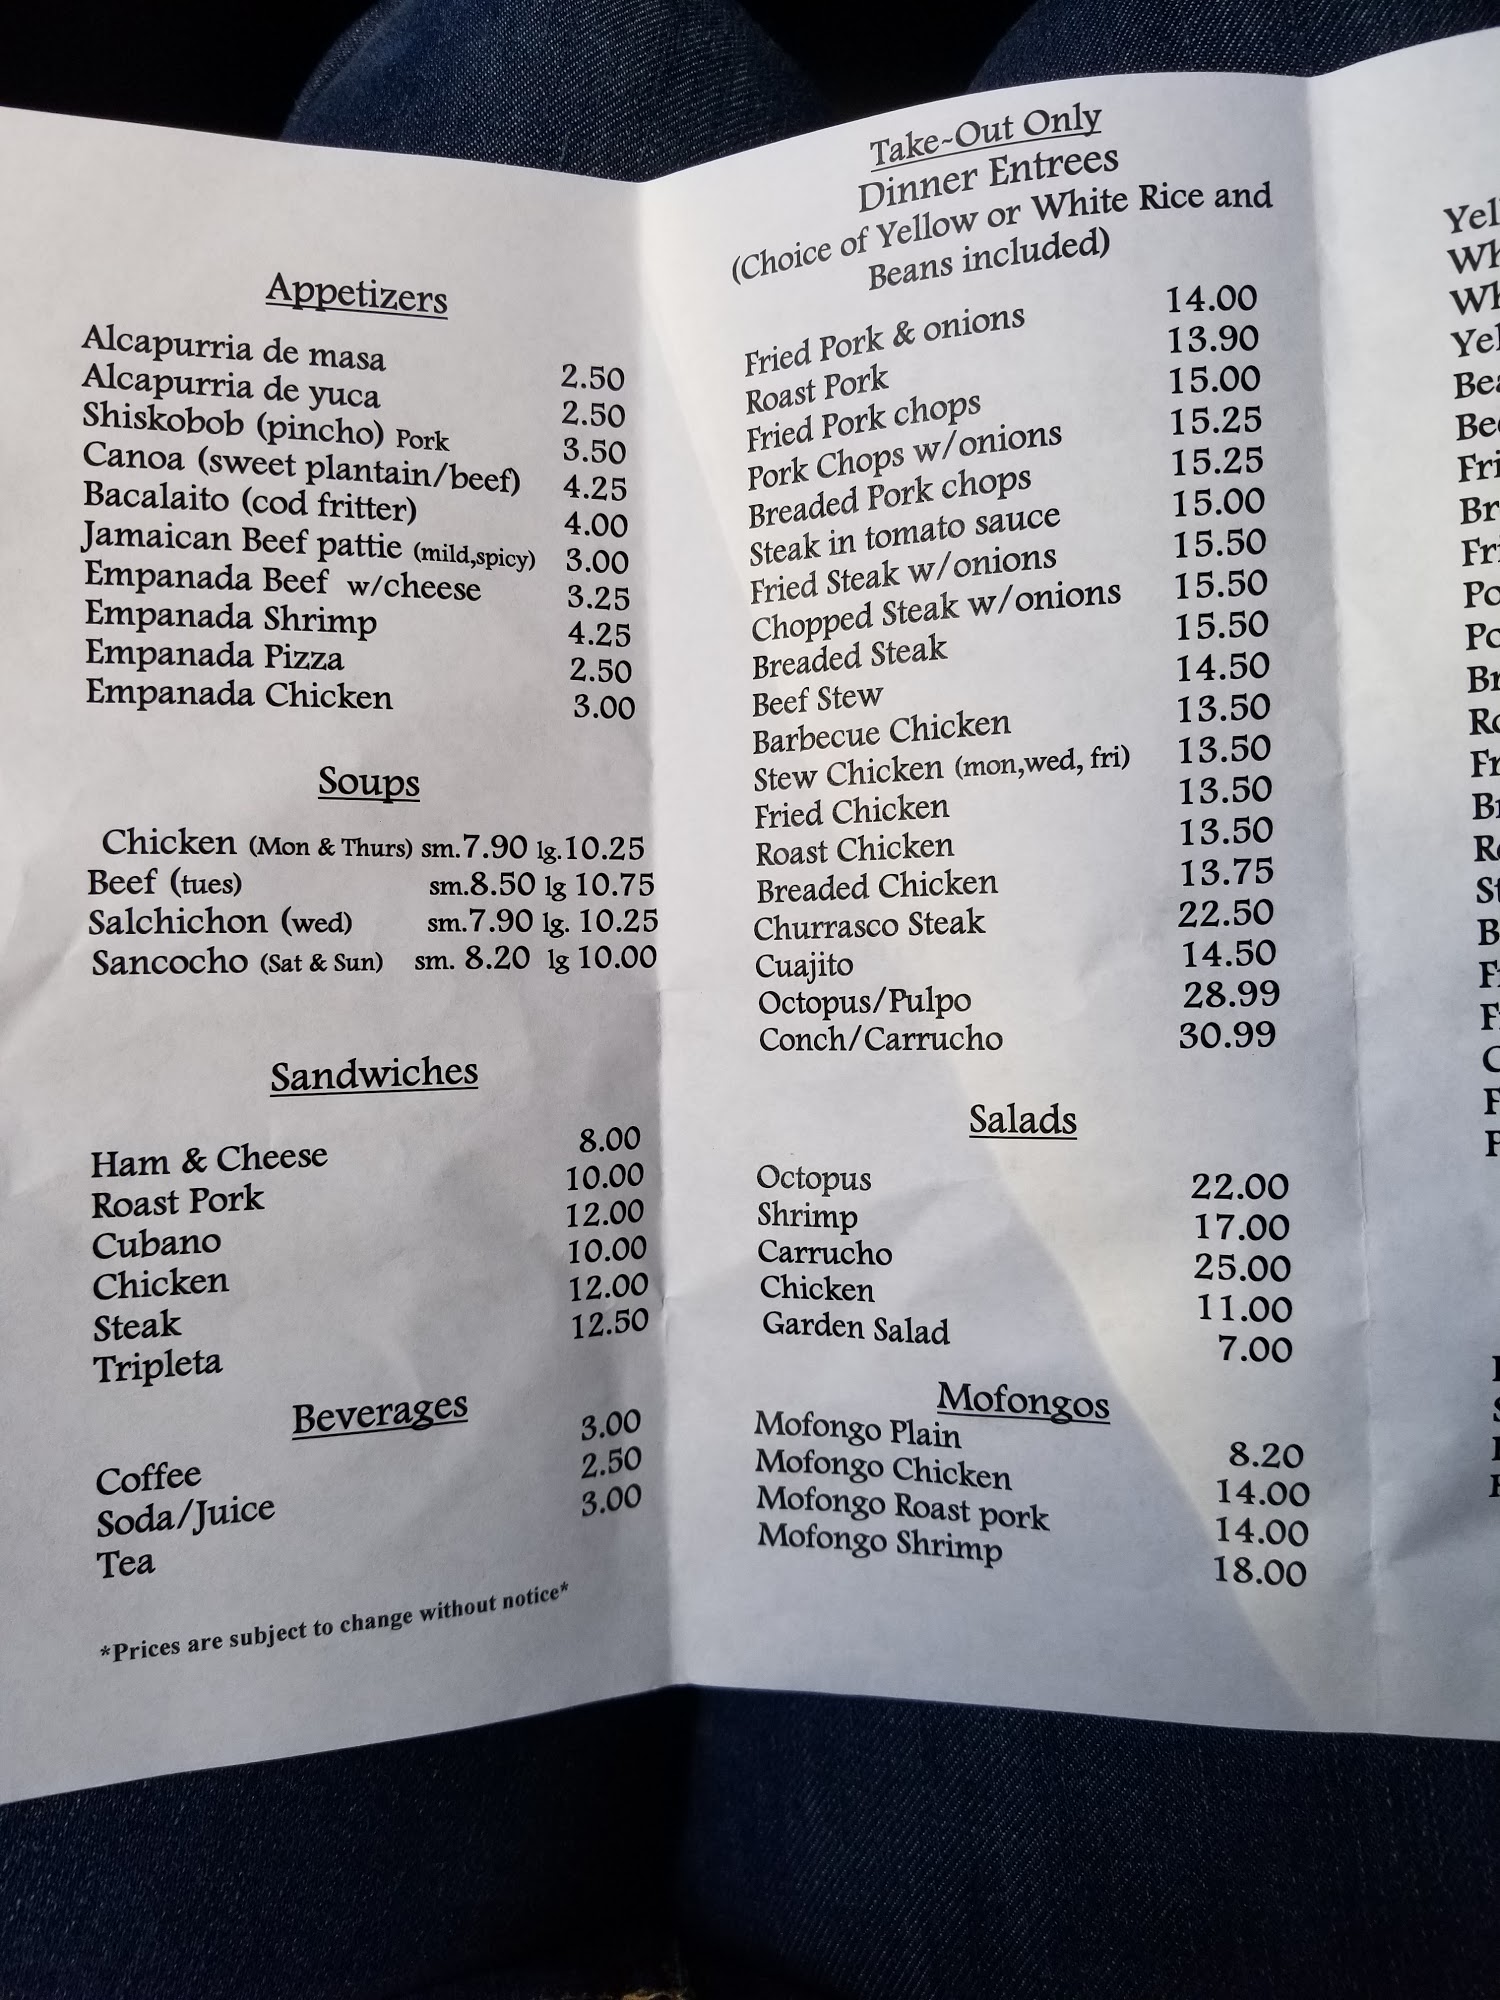 Appetizers
Alcapurria de masa 2.50
Alcapurria de yuca 2.50
Shiskobob (pincho) Pork 3.50
Canoa (sweet plantain/beef) 4.25
Bacalaito (cod fritter) 4.00
Jamaican Beef pattie (mild,spicy) 3.00
Empanada Beef w/cheese 3.25
Empanada Shrimp 4.25
Empanada Pizza 2.50
Empanada Chicken 3.00
Soups
Chicken (Mon & Thurs) sm.7.90 lg.10.25
Beef (tues) sm.8.50 lg 10.75
Salchichon (wed) sm.7.90 lg. 10.25
Sancocho (Sat & Sun) sm. 8.20 lg 10.00
Sandwiches
Ham & Cheese 8.00
Roast Pork 10.00
Cubano 12.00
Chicken 10.00
Steak 12.00
Tripleta 12.50
Beverages
Coffee 3.00
Soda/Juice 2.50
Tea 3.00
*Prices are subject to change without notice*
Take-Out Only
Dinner Entrees
(Choice of Yellow or White Rice and
Beans included)
Fried Pork & onions 14.00
Roast Pork 13.90
Fried Pork chops 15.00
Pork Chops w/onions 15.25
Breaded Pork chops 15.25
Steak in tomato sauce 15.00
Fried Steak w/onions 15.50
Chopped Steak w/onions 15.50
Breaded Steak 15.50
Beef Stew 14.50
Barbecue Chicken 13.50
Stew Chicken (mon,wed, fri) 13.50
Fried Chicken 13.50
Roast Chicken 13.50
Breaded Chicken 13.75
Churrasco Steak 22.50
Cuajito 14.50
Octopus/Pulpo 28.99
Conch/Carrucho 30.99
Salads
Octopus 22.00
Shrimp 17.00
Carrucho 25.00
Chicken 11.00
Garden Salad 7.00
Mofongos
Mofongo Plain 8.20
Mofongo Chicken 14.00
Mofongo Roast pork 14.00
Mofongo Shrimp 18.00